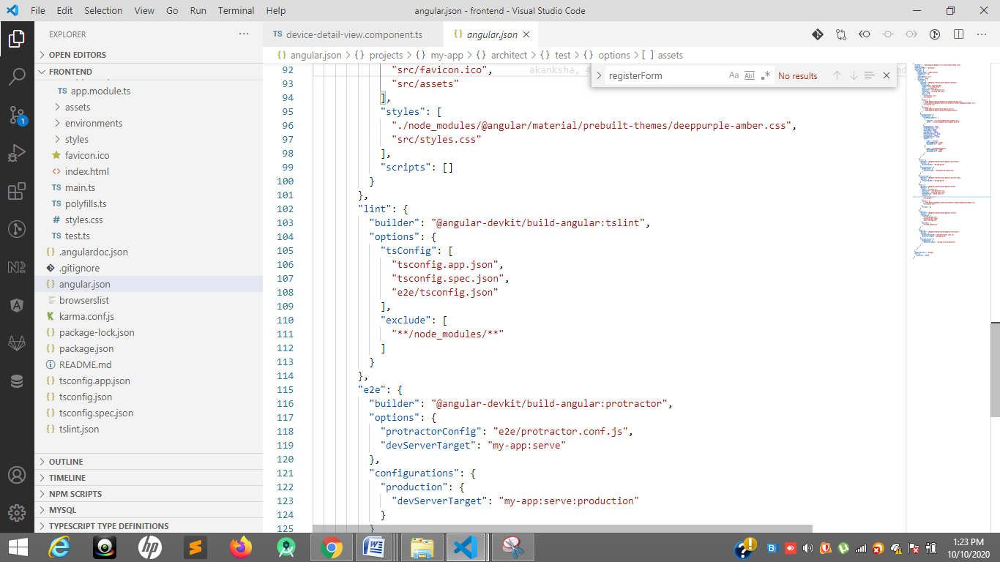 File Edit Selection View Go Run Terminal Help
angular.json - frontend - Visual Studio Code
EXPLORER
OPEN EDITORS
FRONTEND
TS app.module.ts
assets
environments
styles
favicon.ico
<> index.html
TS main.ts
TS polyfills.ts
# styles.css
TS test.ts
{} .angulardoc.json
.gitignore
{} angular.json
browserslist
karma.conf.js
{} package-lock.json
{} package.json
README.md
{} tsconfig.app.json
{} tsconfig.json
{} tsconfig.spec.json
{} tslint.json
OUTLINE
TIMELINE
NPM SCRIPTS
MYSQL
TYPESCRIPT TYPE DEFINITIONS
1
TS device-detail-view.component.ts
{} angular.json
{} angular.json > {} projects > {} my-app > {} architect > {} test > {} options > [ ] assets
registerForm
Aa Abl .* No results
92 "src/favicon.ico", akanksha, 4
93 "src/assets"
94 ],
95 "styles": [
96 "./node_modules/@angular/material/prebuilt-themes/deeppurple-amber.css",
97 "src/styles.css"
98 ],
99 "scripts": []
100 }
101 },
102 "lint": {
103 "builder": "@angular-devkit/build-angular:tslint",
104 "options": {
105 "tsConfig": [
106 "tsconfig.app.json",
107 "tsconfig.spec.json",
108 "e2e/tsconfig.json"
109 ],
110 "exclude": [
111 "**/node_modules/**"
112 ]
113 }
114 },
115 "e2e": {
116 "builder": "@angular-devkit/build-angular:protractor",
117 "options": {
118 "protractorConfig": "e2e/protractor.conf.js",
119 "devServerTarget": "my-app:serve"
120 },
121 "configurations": {
122 "production": {
123 "devServerTarget": "my-app:serve:production"
124 }
125 }
1:23 PM
10/10/2020